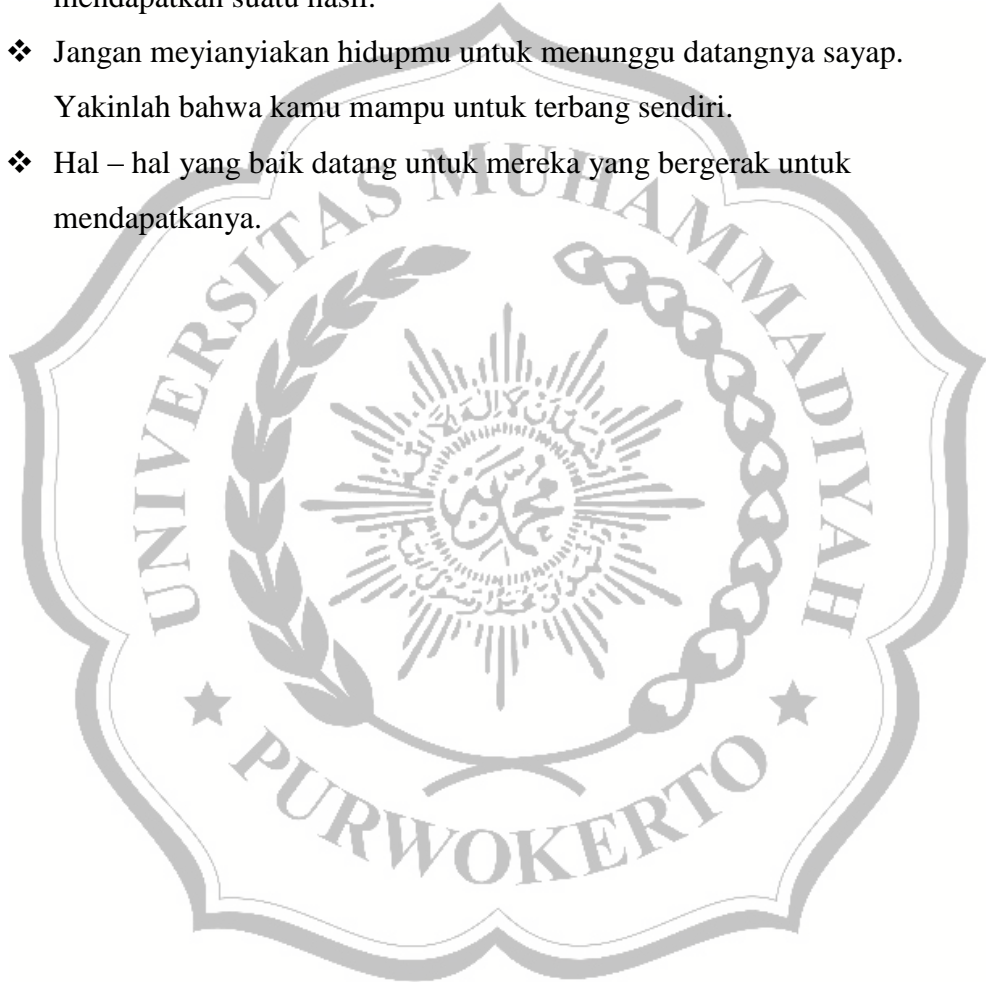 mendapatkan suatu hasil.
❖ Jangan meyianyiakan hidupmu untuk menunggu datangnya sayap.
Yakinlah bahwa kamu mampu untuk terbang sendiri.
❖ Hal – hal yang baik datang untuk mereka yang bergerak untuk
mendapatkanya.
UNIVERSITAS MUHAMMADIYAH
PURWOKERTO